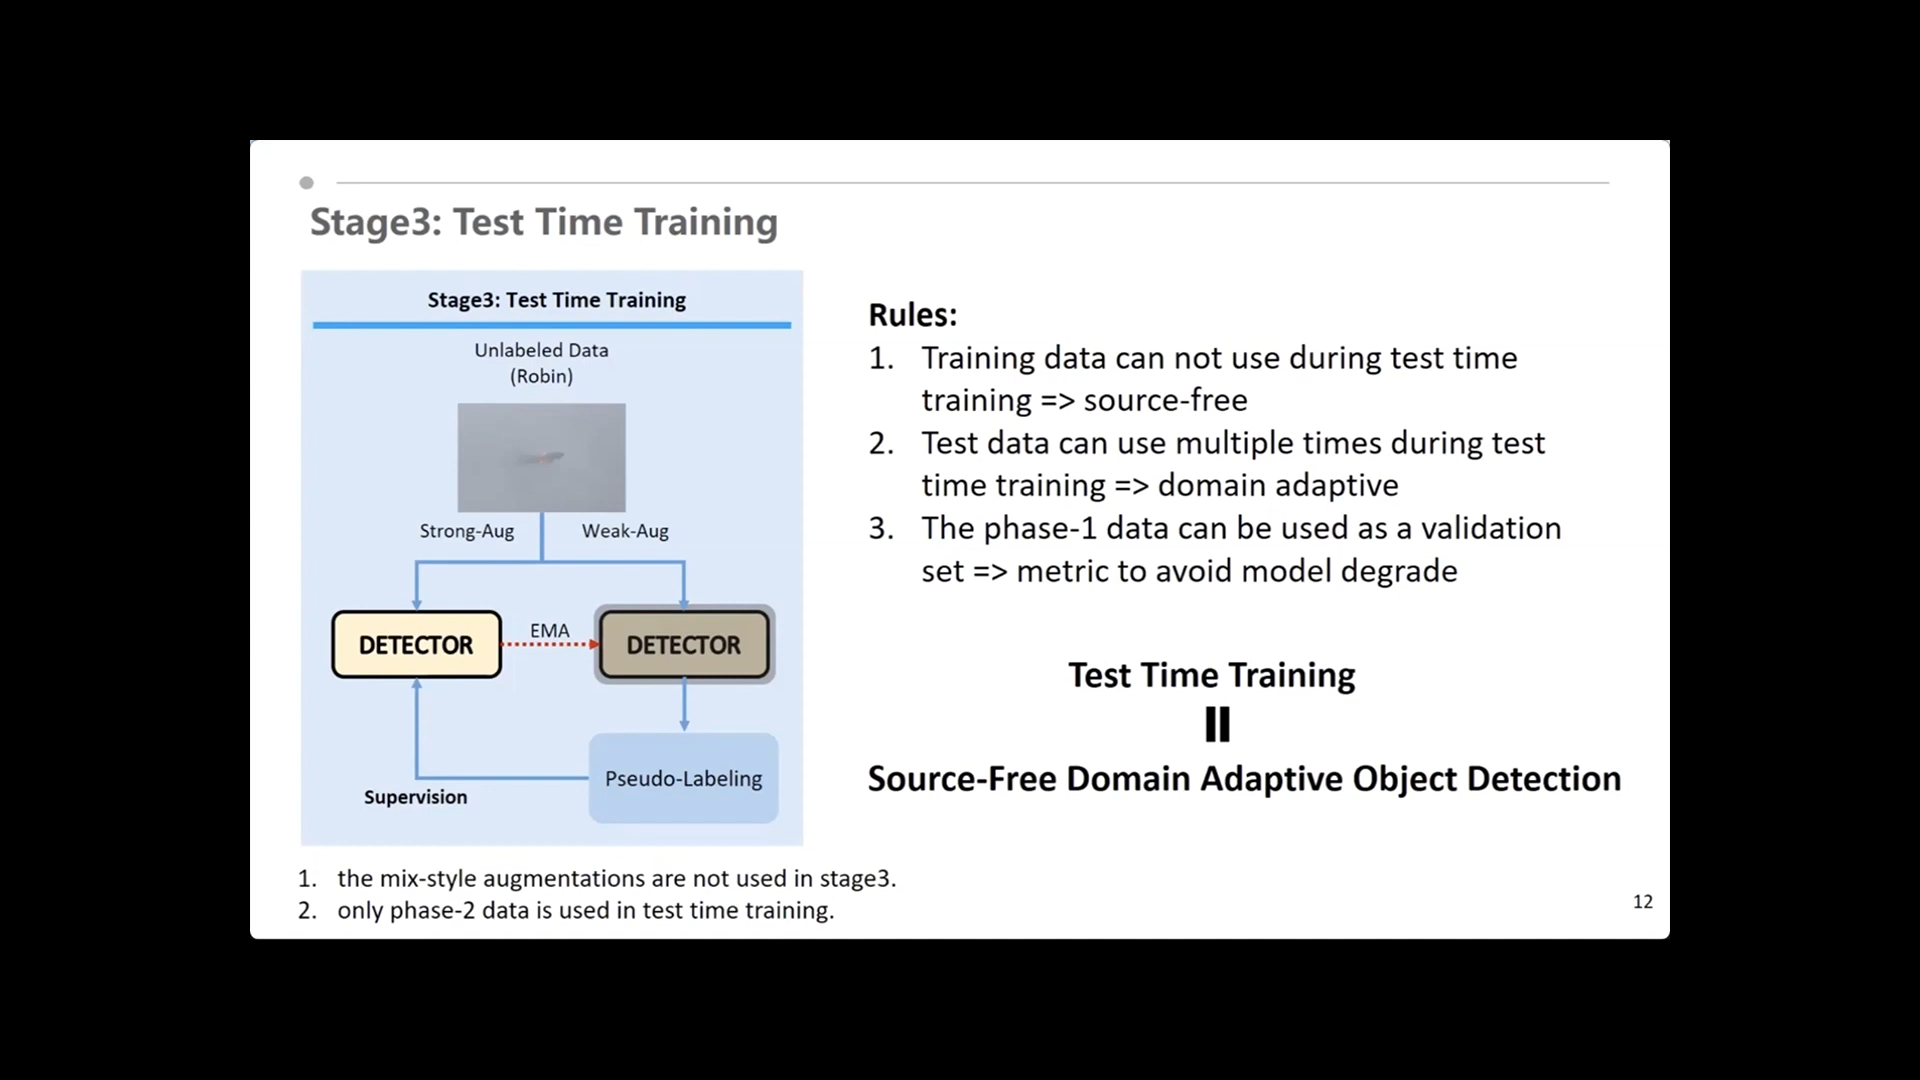 Stage3: Test Time Training
Stage3: Test Time Training
Unlabeled Data
(Robin)
Strong-Aug
Weak-Aug
DETECTOR
EMA
DETECTOR
Pseudo-Labeling
Supervision
1. the mix-style augmentations are not used in stage3.
2. only phase-2 data is used in test time training.
Rules:
1. Training data can not use during test time
training => source-free
2. Test data can use multiple times during test
time training => domain adaptive
3. The phase-1 data can be used as a validation
set => metric to avoid model degrade
Test Time Training
=
Source-Free Domain Adaptive Object Detection
12